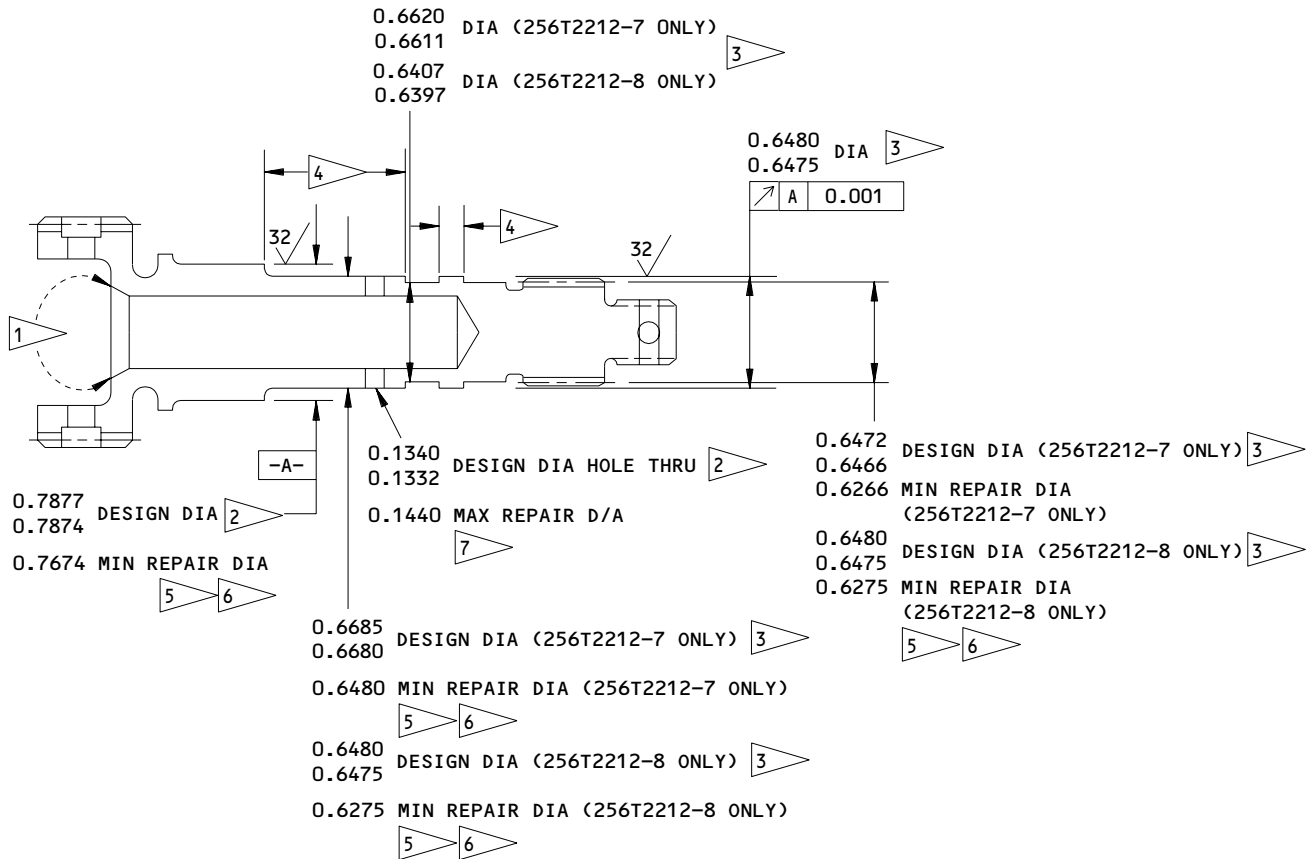 0.6620
0.6611 DIA (256T2212-7 ONLY)
3
0.6407
0.6397 DIA (256T2212-8 ONLY)
0.6480
0.6475 DIA 3
A 0.001
4
4
32
32
1
-A-
0.7877
0.7874 DESIGN DIA 2
0.7674 MIN REPAIR DIA
5 6
0.1340
0.1332 DESIGN DIA HOLE THRU 2
0.1440 MAX REPAIR D/A
7
0.6472
0.6466 DESIGN DIA (256T2212-7 ONLY) 3
0.6266 MIN REPAIR DIA
(256T2212-7 ONLY)
0.6480
0.6475 DESIGN DIA (256T2212-8 ONLY) 3
0.6275 MIN REPAIR DIA
(256T2212-8 ONLY)
5 6
0.6685
0.6680 DESIGN DIA (256T2212-7 ONLY) 3
0.6480 MIN REPAIR DIA (256T2212-7 ONLY)
5 6
0.6480
0.6475 DESIGN DIA (256T2212-8 ONLY) 3
0.6275 MIN REPAIR DIA (256T2212-8 ONLY)
5 6